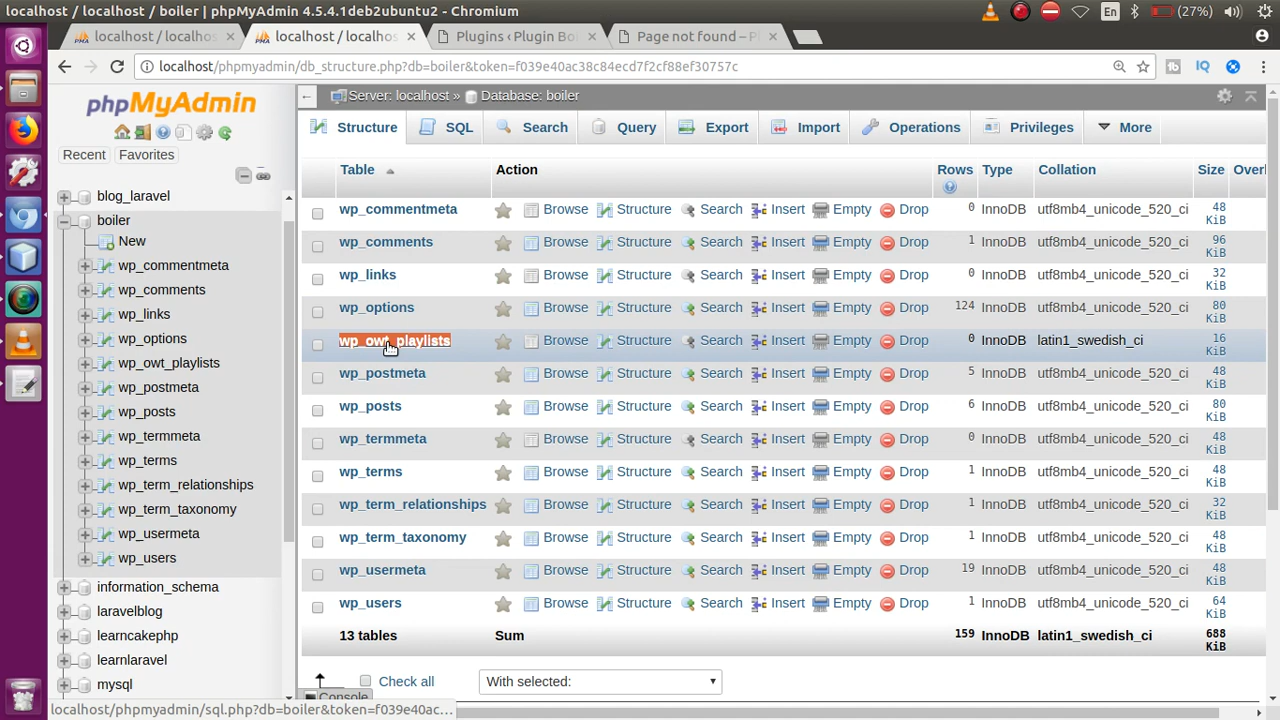 localhost / localhost / boiler | phpMyAdmin 4.5.4.1deb2ubuntu2 - Chromium
En
(27%)
localhost / localhos ×
localhost / localhos ×
Plugins ‹ Plugin Boi ×
Page not found – Pl ×
localhost/phpmyadmin/db_structure.php?db=boiler&token=f039e40ac38c84ecd7f2cf88ef30757c
phpMyAdmin
Recent
Favorites
blog_laravel
boiler
New
wp_commentmeta
wp_comments
wp_links
wp_options
wp_owt_playlists
wp_postmeta
wp_posts
wp_termmeta
wp_terms
wp_term_relationships
wp_term_taxonomy
wp_usermeta
wp_users
information_schema
laravelblog
learncakephp
learnlaravel
mysql
Server: localhost » Database: boiler
Structure SQL Search Query Export Import Operations Privileges More
Table Action Rows Type Collation Size Overh
wp_commentmeta Browse Structure Search Insert Empty Drop 0 InnoDB utf8mb4_unicode_520_ci 48 KiB
wp_comments Browse Structure Search Insert Empty Drop 1 InnoDB utf8mb4_unicode_520_ci 96 KiB
wp_links Browse Structure Search Insert Empty Drop 0 InnoDB utf8mb4_unicode_520_ci 32 KiB
wp_options Browse Structure Search Insert Empty Drop 124 InnoDB utf8mb4_unicode_520_ci 80 KiB
wp_owt_playlists Browse Structure Search Insert Empty Drop 0 InnoDB latin1_swedish_ci 16 KiB
wp_postmeta Browse Structure Search Insert Empty Drop 5 InnoDB utf8mb4_unicode_520_ci 48 KiB
wp_posts Browse Structure Search Insert Empty Drop 6 InnoDB utf8mb4_unicode_520_ci 80 KiB
wp_termmeta Browse Structure Search Insert Empty Drop 0 InnoDB utf8mb4_unicode_520_ci 48 KiB
wp_terms Browse Structure Search Insert Empty Drop 1 InnoDB utf8mb4_unicode_520_ci 48 KiB
wp_term_relationships Browse Structure Search Insert Empty Drop 1 InnoDB utf8mb4_unicode_520_ci 32 KiB
wp_term_taxonomy Browse Structure Search Insert Empty Drop 1 InnoDB utf8mb4_unicode_520_ci 48 KiB
wp_usermeta Browse Structure Search Insert Empty Drop 19 InnoDB utf8mb4_unicode_520_ci 48 KiB
wp_users Browse Structure Search Insert Empty Drop 1 InnoDB utf8mb4_unicode_520_ci 64 KiB
13 tables Sum 159 InnoDB latin1_swedish_ci 688 KiB
Check all With selected:
Console
localhost/phpmyadmin/sql.php?db=boiler&token=f039e40ac...